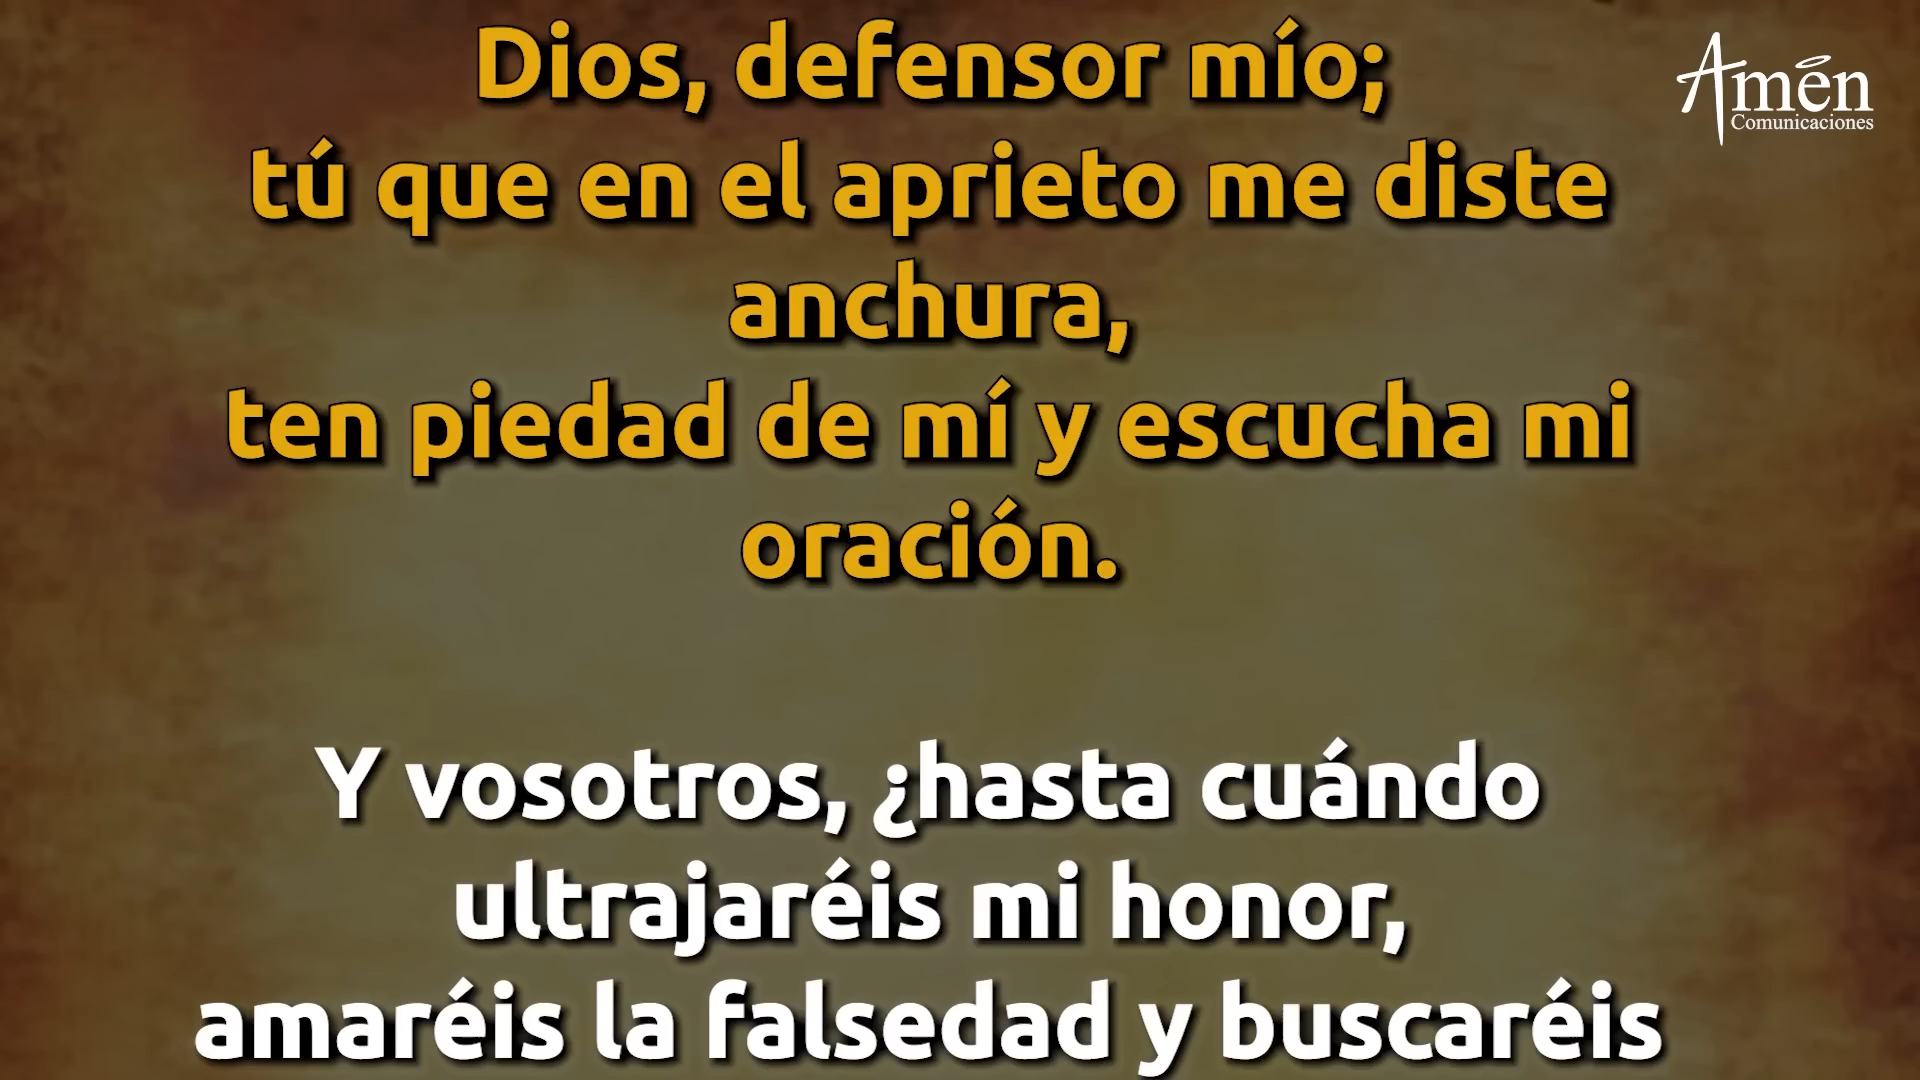 Dios, defensor mío;
tú que en el aprieto me diste
anchura,
ten piedad de mí y escucha mi
oración.
Y vosotros, ¿hasta cuándo
ultrajaréis mi honor,
amaréis la falsedad y buscaréis
Amén
Comunicaciones